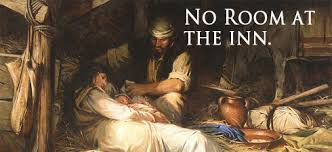 No Room at
the inn.